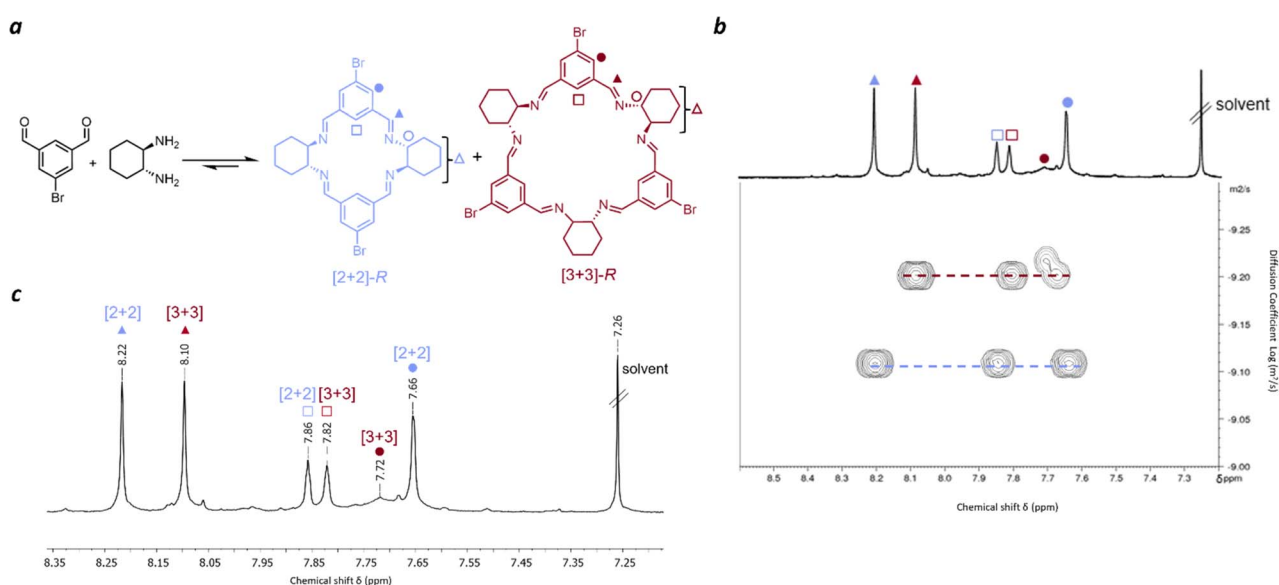 a
Br
O
O
Br
+
NH2
NH2
Br
N
N
N
N
Br
[2+2]-R
+
Br
N
N
N
N
N
N
Br
Br
[3+3]-R
b
solvent
m2/s
-9.25
-9.20
-9.15
-9.10
-9.05
-9.00
Diffusion Coefficient Log (m²/s)
8.5 8.4 8.3 8.2 8.1 8.0 7.9 7.8 7.7 7.6 7.5 7.4 7.3 δ ppm
Chemical shift δ (ppm)
c
[2+2]
8.22
[3+3]
8.10
[2+2]
7.86
[3+3]
7.82
[3+3]
7.72
[2+2]
7.66
7.26
solvent
8.35 8.25 8.15 8.05 7.95 7.85 7.75 7.65 7.55 7.45 7.35 7.25
Chemical shift δ (ppm)